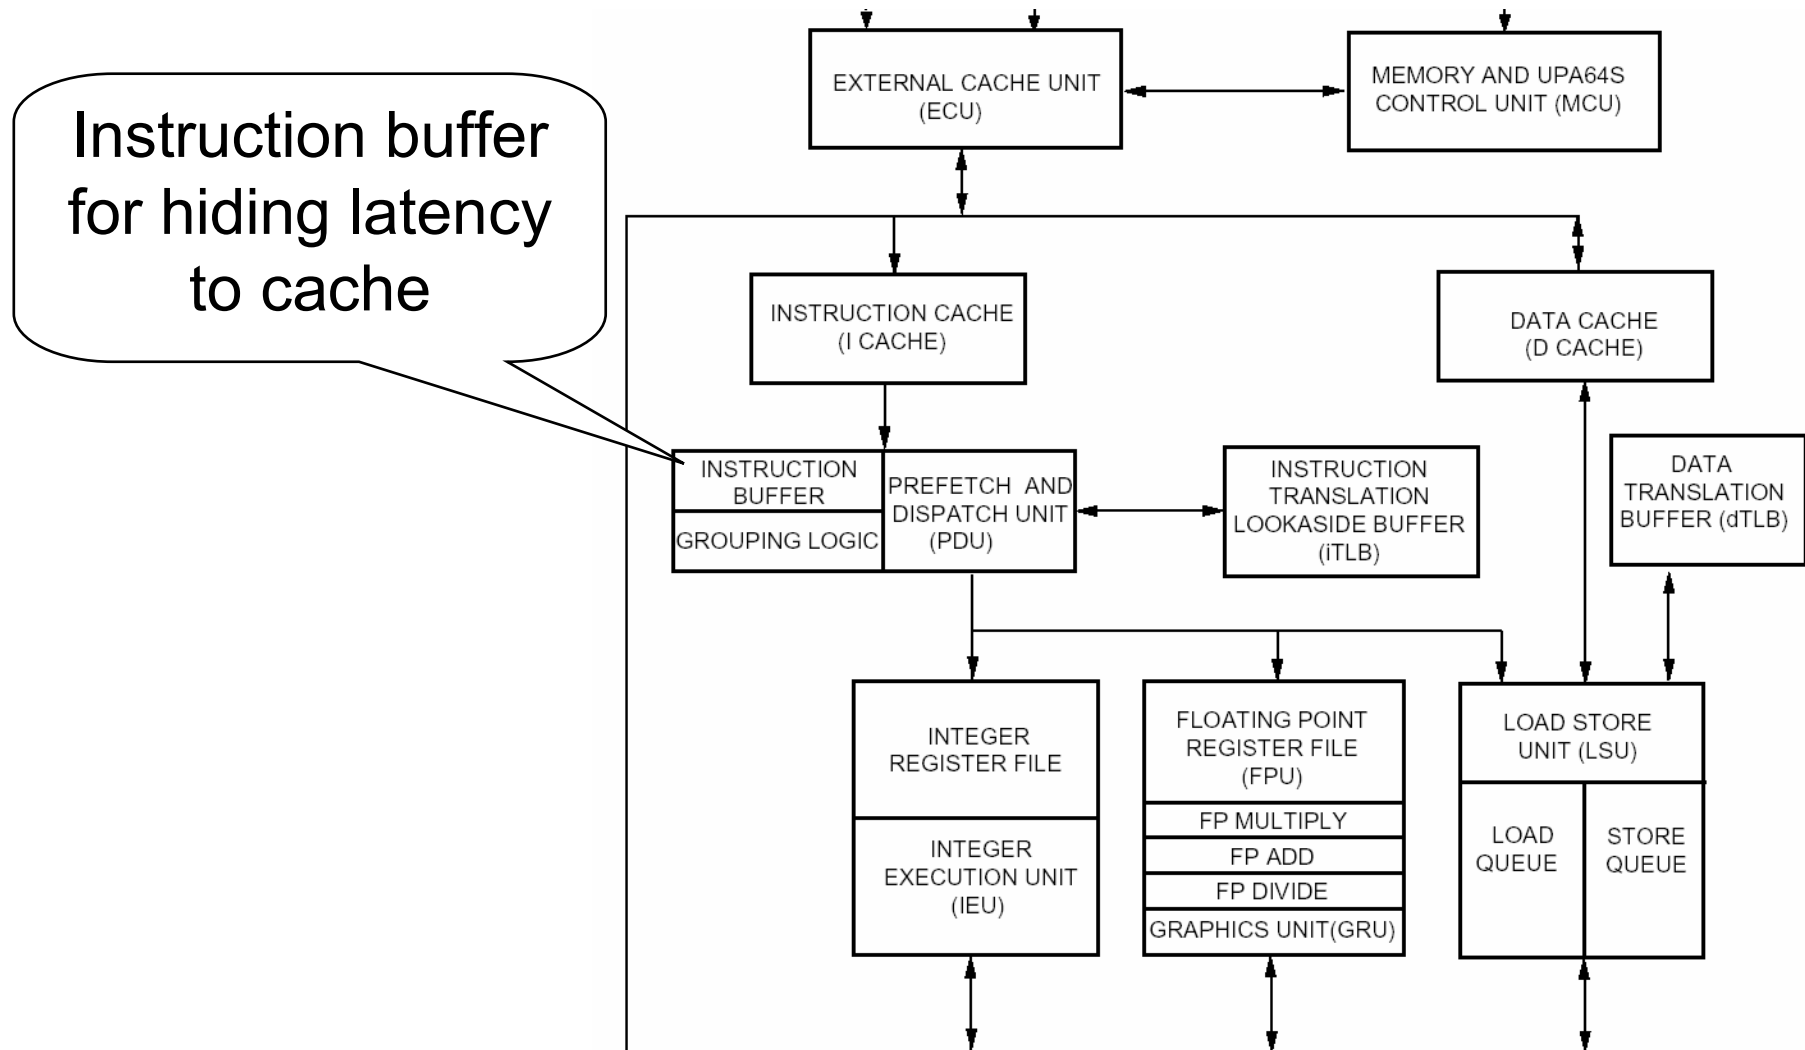 Instruction buffer
for hiding latency
to cache
EXTERNAL CACHE UNIT
(ECU)
MEMORY AND UPA64S
CONTROL UNIT (MCU)
INSTRUCTION CACHE
(I CACHE)
DATA CACHE
(D CACHE)
INSTRUCTION
BUFFER
GROUPING LOGIC
PREFETCH AND
DISPATCH UNIT
(PDU)
INSTRUCTION
TRANSLATION
LOOKASIDE BUFFER
(iTLB)
DATA
TRANSLATION
BUFFER (dTLB)
INTEGER
REGISTER FILE
INTEGER
EXECUTION UNIT
(IEU)
FLOATING POINT
REGISTER FILE
(FPU)
FP MULTIPLY
FP ADD
FP DIVIDE
GRAPHICS UNIT(GRU)
LOAD STORE
UNIT (LSU)
LOAD
QUEUE
STORE
QUEUE